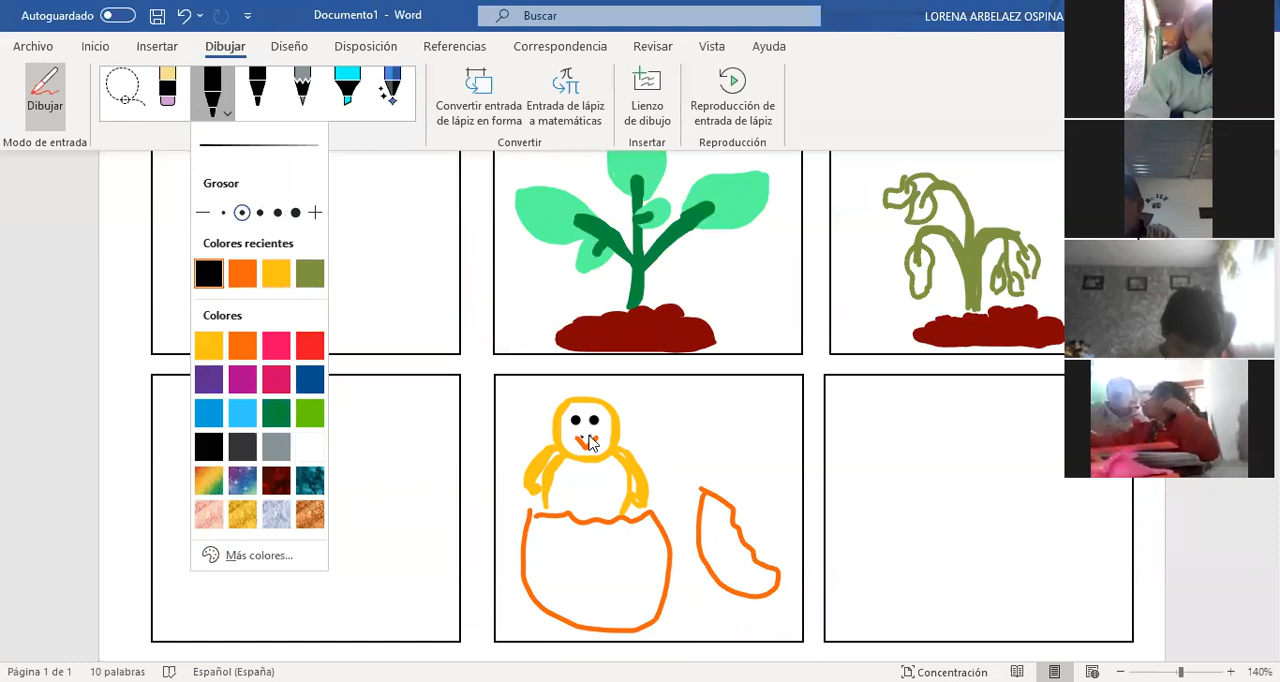 Autoguardado
Documento1 - Word
Buscar
LORENA ARBELAEZ OSPINA
Archivo Inicio Insertar Dibujar Diseño Disposición Referencias Correspondencia Revisar Vista Ayuda
Dibujar
Convertir entrada de lápiz en forma
Entrada de lápiz a matemáticas
Lienzo de dibujo
Reproducción de entrada de lápiz
Modo de entrada
Convertir
Insertar
Reproducción
Grosor
Colores recientes
Colores
Más colores...
Página 1 de 1
10 palabras
Español (España)
Concentración
140%